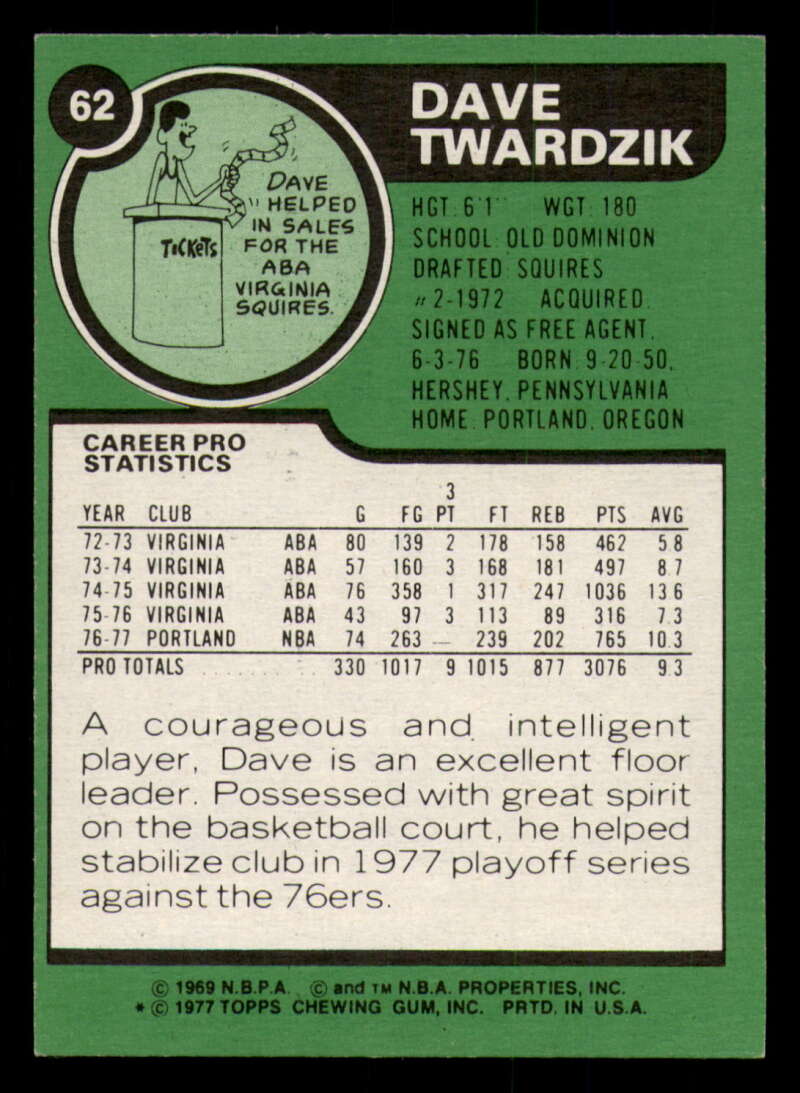 62
DAVE
TWARDZIK
TICKETS
DAVE
HELPED
IN SALES
FOR THE
ABA
VIRGINIA
SQUIRES.
HGT. 6'1" WGT. 180
SCHOOL: OLD DOMINION
DRAFTED: SQUIRES
#2-1972 ACQUIRED:
SIGNED AS FREE AGENT,
6-3-76 BORN: 9-20-50,
HERSHEY, PENNSYLVANIA
HOME: PORTLAND, OREGON
CAREER PRO
STATISTICS
YEAR CLUB G FG 3 PT FT REB PTS AVG
72-73 VIRGINIA ABA 80 139 2 178 158 462 5.8
73-74 VIRGINIA ABA 57 160 3 168 181 497 8.7
74-75 VIRGINIA ABA 76 358 1 317 247 1036 13.6
75-76 VIRGINIA ABA 43 97 3 113 89 316 7.3
76-77 PORTLAND NBA 74 263 — 239 202 765 10.3
PRO TOTALS 330 1017 9 1015 877 3076 9.3
A courageous and intelligent
player, Dave is an excellent floor
leader. Possessed with great spirit
on the basketball court, he helped
stabilize club in 1977 playoff series
against the 76ers.
© 1969 N.B.P.A. © and TM N.B.A. PROPERTIES, INC.
* © 1977 TOPPS CHEWING GUM, INC. PRTD. IN U.S.A.